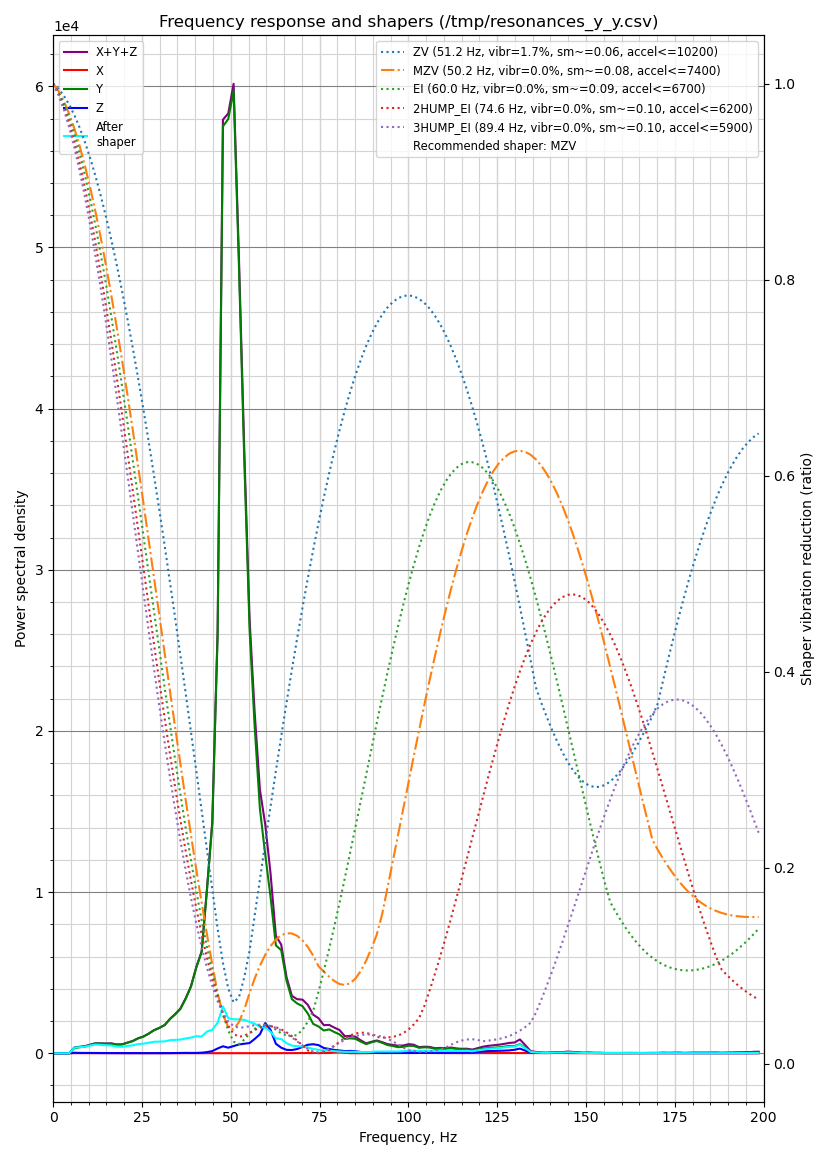 Frequency response and shapers (/tmp/resonances_y_y.csv)
1e4
X+Y+Z
X
Y
Z
After
shaper
ZV (51.2 Hz, vibr=1.7%, sm~=0.06, accel<=10200)
MZV (50.2 Hz, vibr=0.0%, sm~=0.08, accel<=7400)
EI (60.0 Hz, vibr=0.0%, sm~=0.09, accel<=6700)
2HUMP_EI (74.6 Hz, vibr=0.0%, sm~=0.10, accel<=6200)
3HUMP_EI (89.4 Hz, vibr=0.0%, sm~=0.10, accel<=5900)
Recommended shaper: MZV
6
5
4
3
2
1
0
Power spectral density
1.0
0.8
0.6
0.4
0.2
0.0
Shaper vibration reduction (ratio)
0 25 50 75 100 125 150 175 200
Frequency, Hz